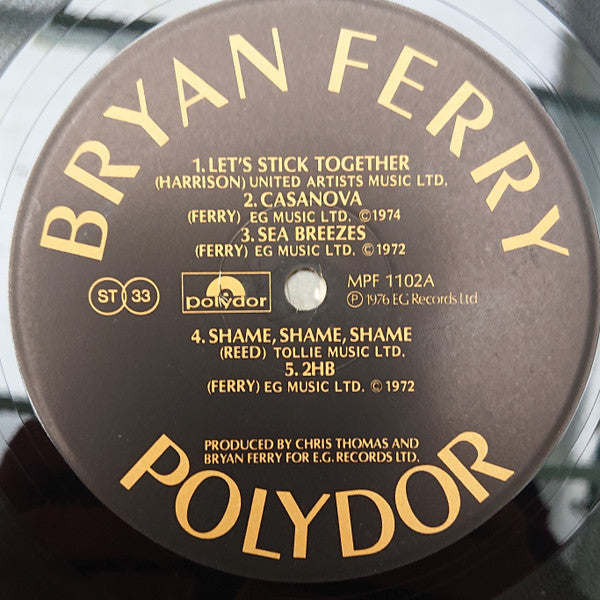 BRYAN FERRY
1. LET'S STICK TOGETHER
(HARRISON) UNITED ARTISTS MUSIC LTD.
2. CASANOVA
(FERRY) EG MUSIC LTD. ©1974
3. SEA BREEZES
(FERRY) EG MUSIC LTD. ©1972
ST 33
polydor
MPF 1102A
℗ 1976 EG Records Ltd
4. SHAME, SHAME, SHAME
(REED) TOLLIE MUSIC LTD.
5. 2HB
(FERRY) EG MUSIC LTD. ©1972
PRODUCED BY CHRIS THOMAS AND
BRYAN FERRY FOR E.G. RECORDS LTD.
POLYDOR